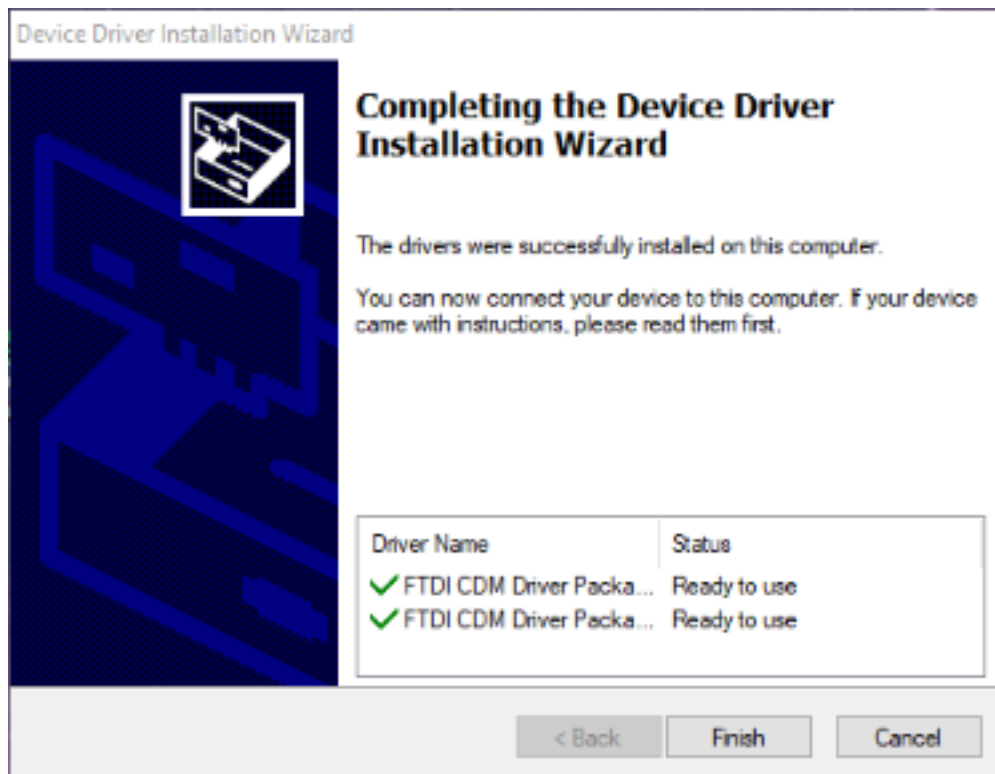 Device Driver Installation Wizard
Completing the Device Driver
Installation Wizard
The drivers were successfully installed on this computer.
You can now connect your device to this computer. If your device
came with instructions, please read them first.
Driver Name Status
FTDI CDM Driver Packa... Ready to use
FTDI CDM Driver Packa... Ready to use
< Back Finish Cancel